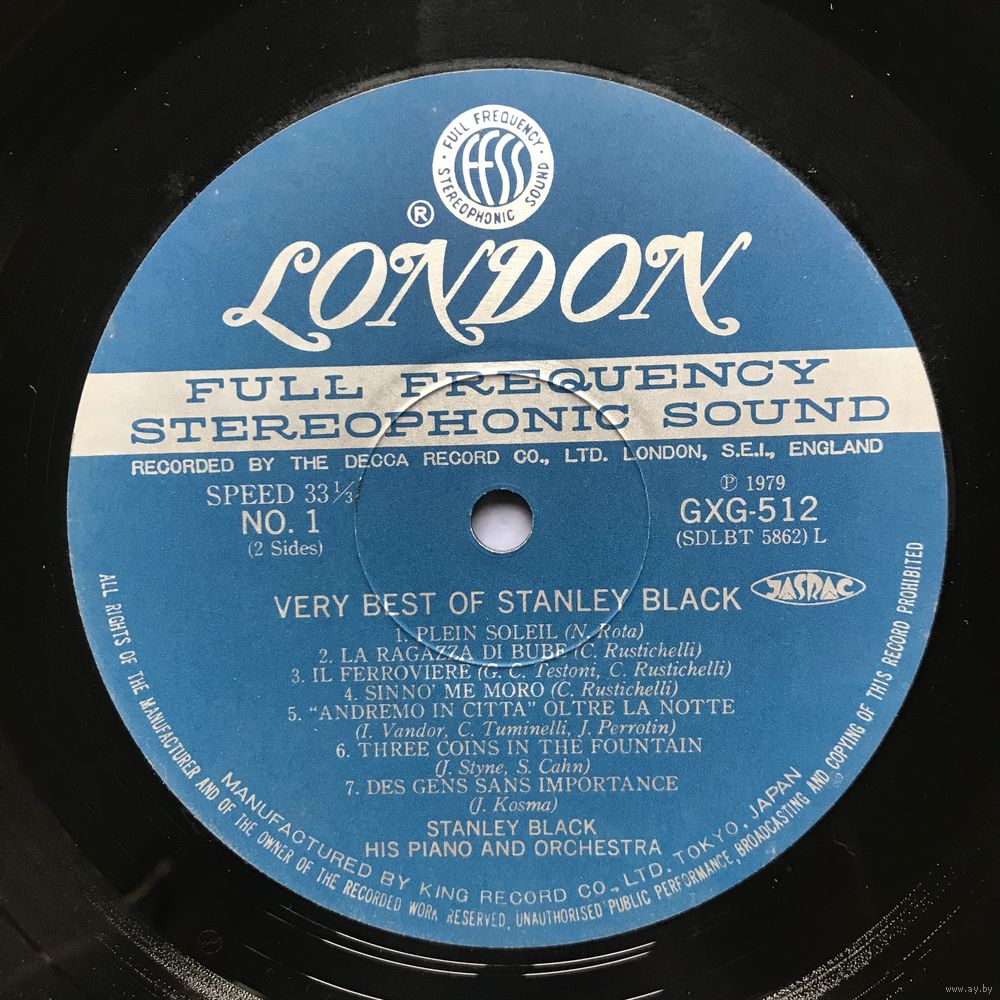 · FULL FREQUENCY ·
FFSS
STEREOPHONIC SOUND
®
LONDON
FULL FREQUENCY
STEREOPHONIC SOUND
RECORDED BY THE DECCA RECORD CO., LTD. LONDON, S.E.I., ENGLAND
SPEED 33 1/3
NO. 1
(2 Sides)
℗ 1979
GXG-512
(SDLBT 5862) L
VERY BEST OF STANLEY BLACK
JASRAC
1. PLEIN SOLEIL (N. Rota)
2. LA RAGAZZA DI BUBE (C. Rustichelli)
3. IL FERROVIERE (G. C. Testoni, C. Rustichelli)
4. SINNO' ME MORO (C. Rustichelli)
5. "ANDREMO IN CITTA" OLTRE LA NOTTE
(I. Vandor, C. Tuminelli, J. Perrotin)
6. THREE COINS IN THE FOUNTAIN
(J. Styne, S. Cahn)
7. DES GENS SANS IMPORTANCE
(J. Kosma)
STANLEY BLACK
HIS PIANO AND ORCHESTRA
MANUFACTURED BY KING RECORD CO., LTD. TOKYO, JAPAN
ALL RIGHTS OF THE MANUFACTURER AND OF THE OWNER OF THE RECORDED WORK RESERVED, UNAUTHORISED PUBLIC PERFORMANCE, BROADCASTING AND COPYING OF THIS RECORD PROHIBITED
www.ay.by